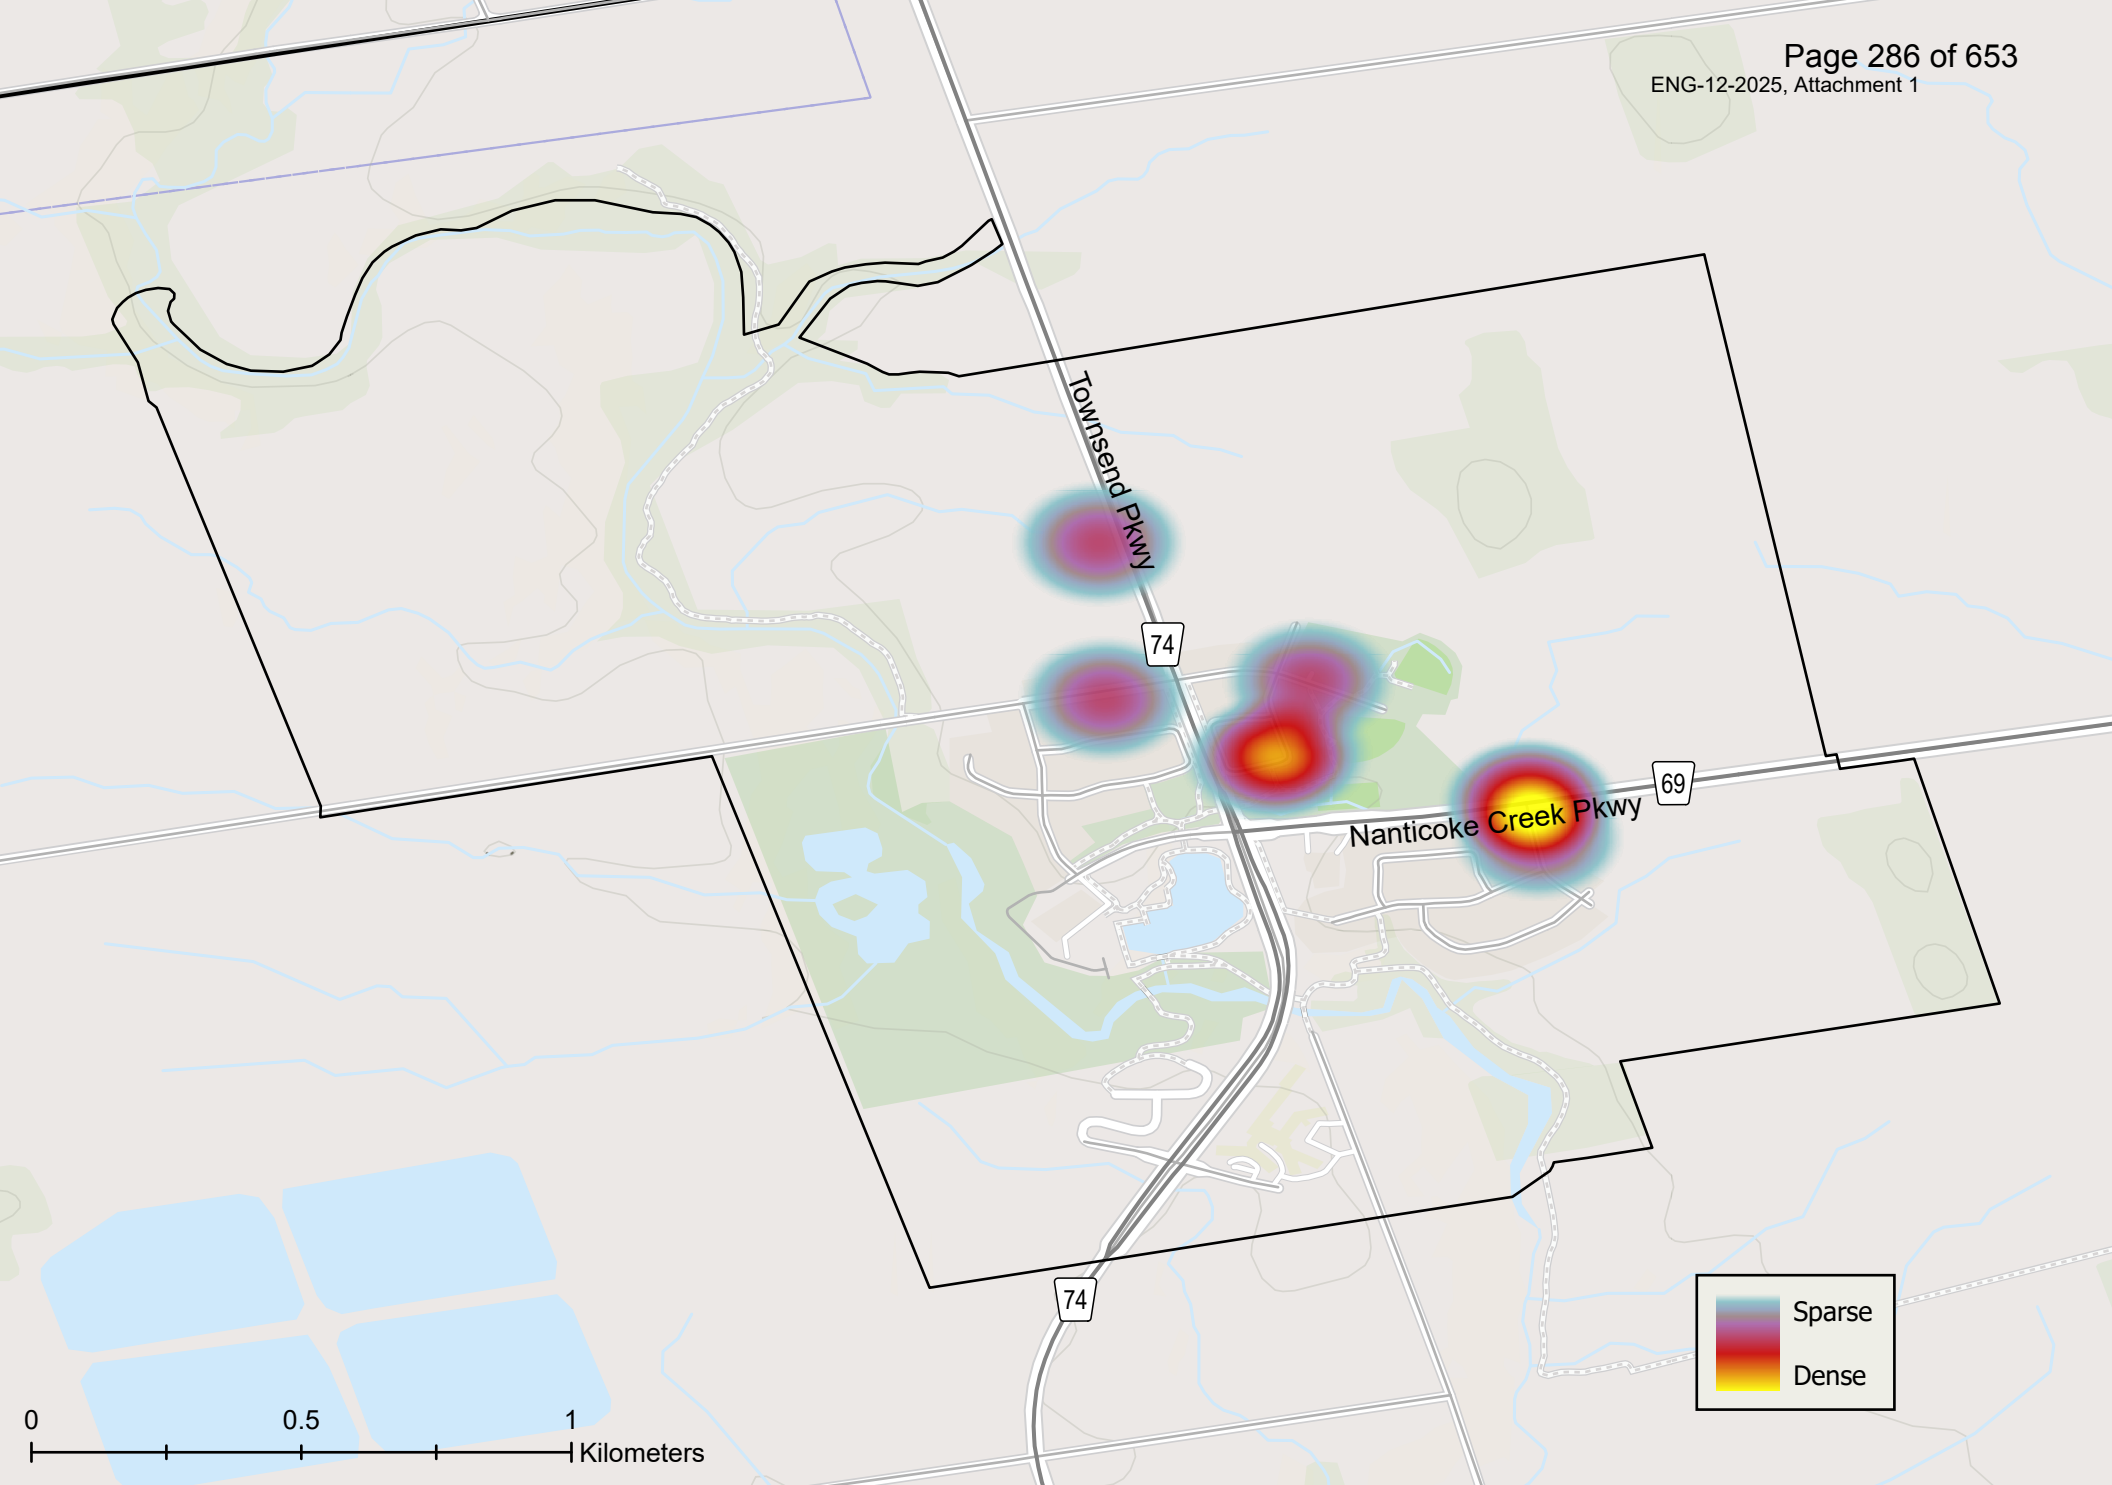 Page 286 of 653
ENG-12-2025, Attachment 1
Townsend Pkwy
74
69
Nanticoke Creek Pkwy
74
Sparse
Dense
0 0.5 1
Kilometers